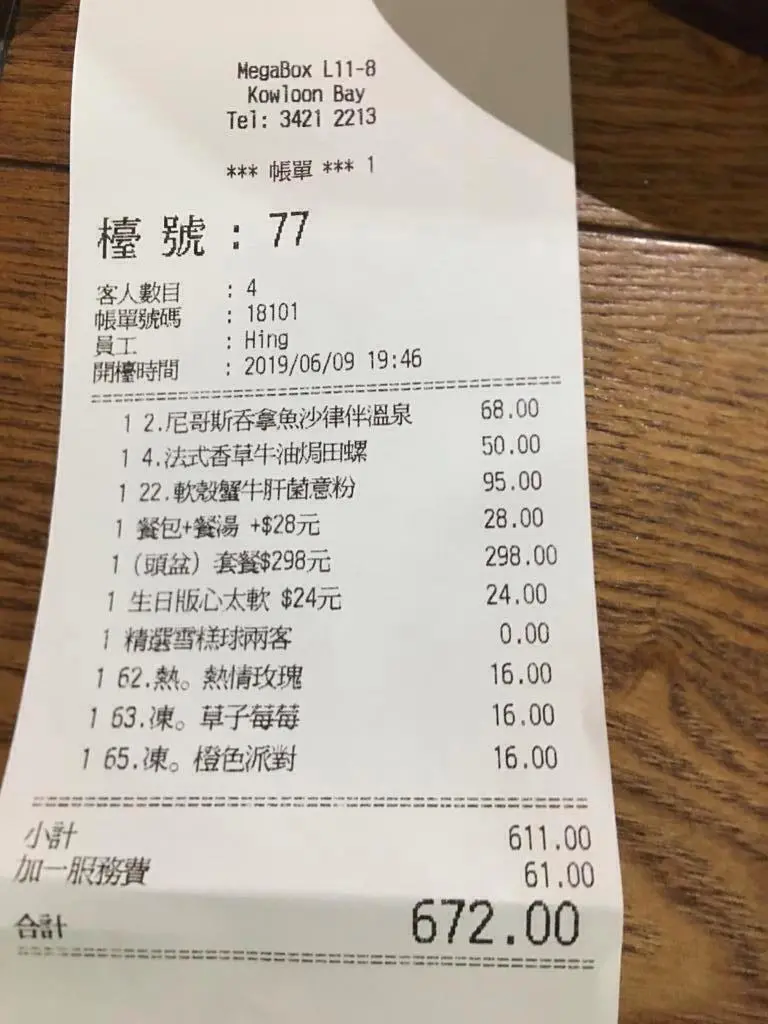 MegaBox L11-8
Kowloon Bay
Tel: 3421 2213
*** 帳單 *** 1
檯號: 77
客人數目 : 4
帳單號碼 : 18101
員工 : Hing
開檯時間 : 2019/06/09 19:46
1 2.尼哥斯吞拿魚沙律伴溫泉 68.00
1 4.法式香草牛油焗田螺 50.00
1 22.軟殼蟹牛肝菌意粉 95.00
1 餐包+餐湯 +$28元 28.00
1 (頭盆) 套餐$298元 298.00
1 生日版心太軟 $24元 24.00
1 精選雪糕球兩客 0.00
1 62.熱。熱情玫瑰 16.00
1 63.凍。草子莓莓 16.00
1 65.凍。橙色派對 16.00
小計 611.00
加一服務費 61.00
合計 672.00